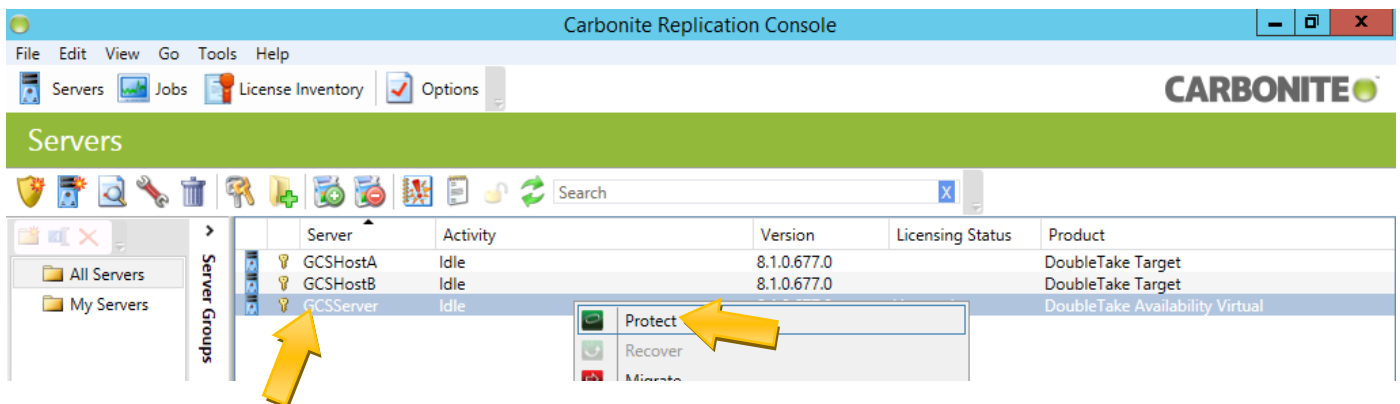 Carbonite Replication Console
File Edit View Go Tools Help
Servers Jobs License Inventory Options
CARBONITE
Servers
Search X
Server Activity Version Licensing Status Product
All Servers
My Servers
Server Groups
GCSHostA Idle 8.1.0.677.0 DoubleTake Target
GCSHostB Idle 8.1.0.677.0 DoubleTake Target
GCSServer Idle DoubleTake Availability Virtual
Protect
Recover
Migrate